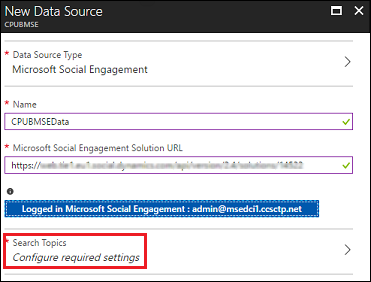 New Data Source
CPUBMSE
* Data Source Type
Microsoft Social Engagement
* Name
CPUBMSEData
* Microsoft Social Engagement Solution URL
https://
Logged in Microsoft Social Engagement : admin@msedci1.ccsctp.net
* Search Topics
Configure required settings